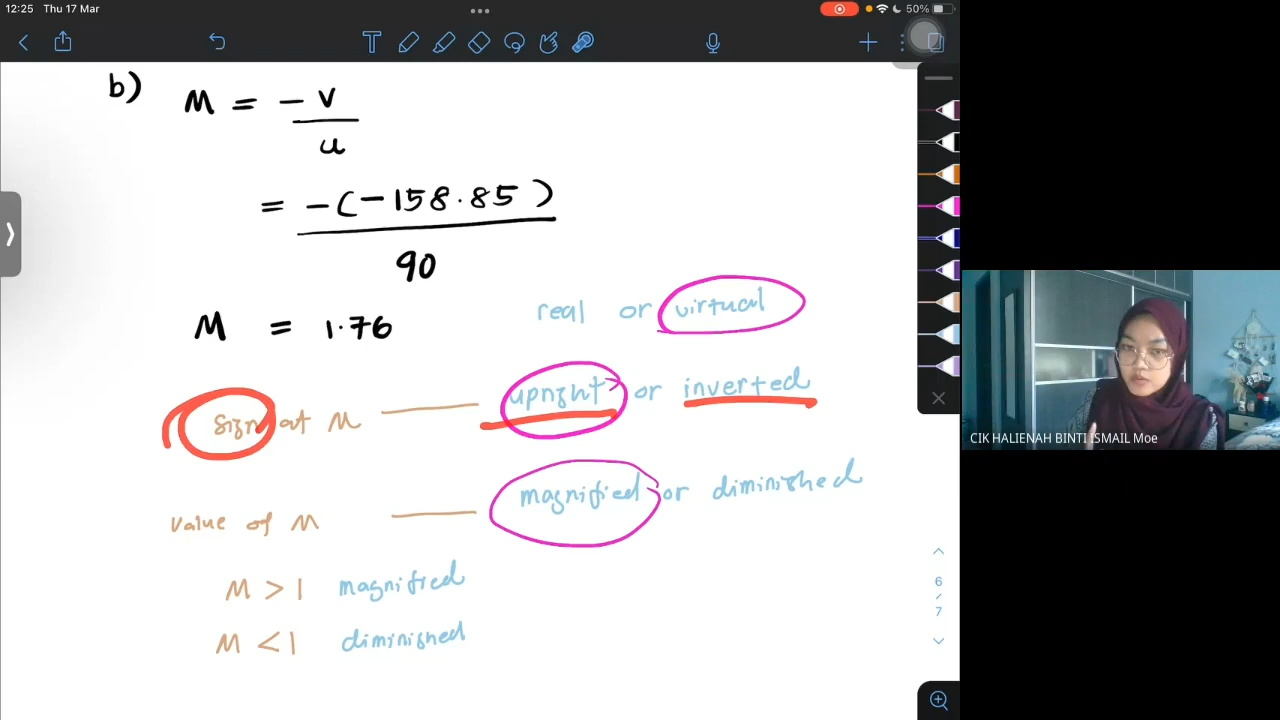 12:25 Thu 17 Mar
50%
b) M = - v
u
= -(-158.85)
90
M = 1.76
real or virtual
sign at M upright or inverted
value of M magnified or diminished
M > 1 magnified
M < 1 diminished
6
/
7
CIK HALIENAH BINTI ISMAIL Moe